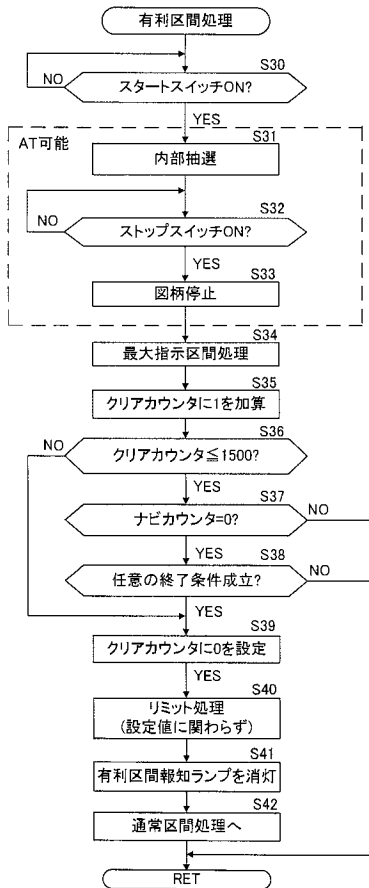 有利区間処理
S30
スタートスイッチON?
NO
YES
AT可能
S31
内部抽選
S32
ストップスイッチON?
NO
YES
S33
図柄停止
S34
最大指示区間処理
S35
クリアカウンタに1を加算
S36
クリアカウンタ≦1500?
NO
YES
S37
ナビカウンタ=0?
NO
YES
S38
任意の終了条件成立?
NO
YES
S39
クリアカウンタに0を設定
YES
S40
リミット処理
(設定値に関わらず)
S41
有利区間報知ランプを消灯
S42
通常区間処理へ
RET